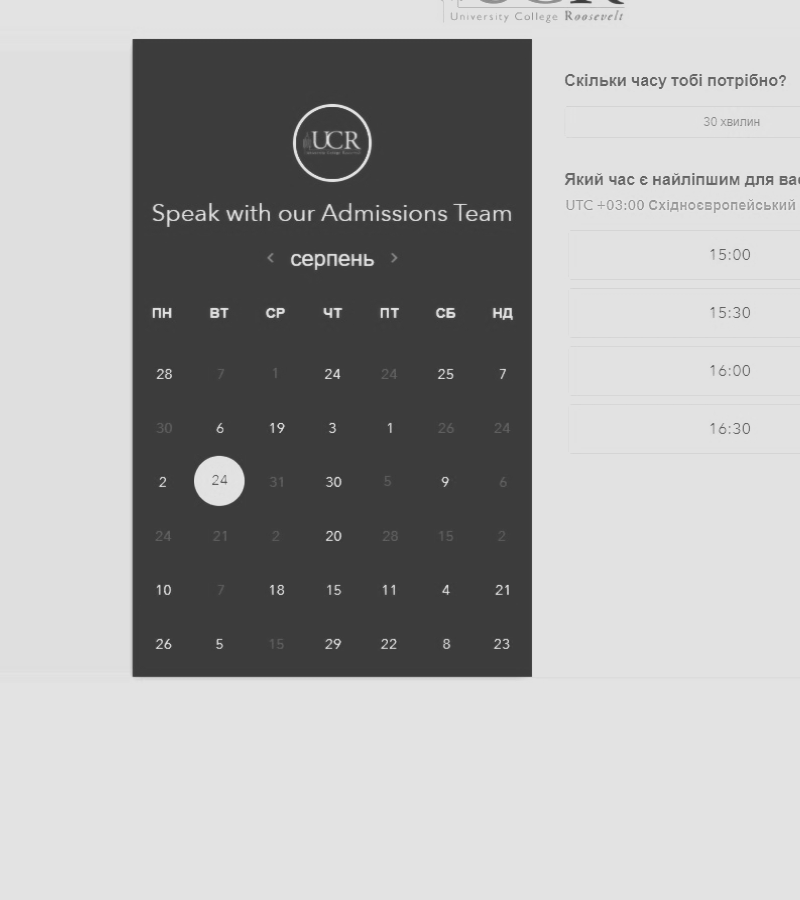 University College Roosevelt
UCR
Speak with our Admissions Team
серпень
ПН ВТ СР ЧТ ПТ СБ НД
28 7 1 24 24 25 7
30 6 19 3 1 26 24
2 24 31 30 5 9 6
24 21 2 20 28 15 2
10 7 18 15 11 4 21
26 5 15 29 22 8 23
Скільки часу тобі потрібно?
30 хвилин
Який час є найліпшим для
UTC +03:00 Східноєвропейський
15:00
15:30
16:00
16:30